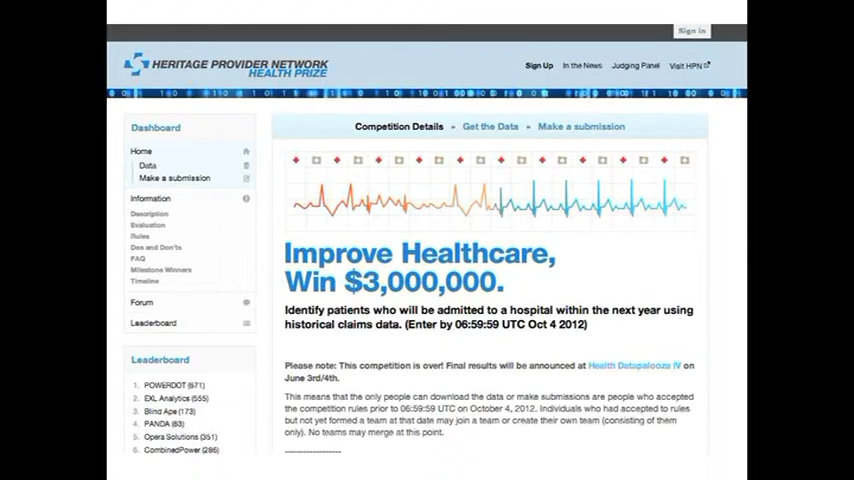 Sign In
HERITAGE PROVIDER NETWORK
HEALTH PRIZE
Sign Up In the News Judging Panel Visit HPN
Dashboard
Home
Data
Make a submission
Information
Description
Evaluation
Rules
Dos and Don'ts
FAQ
Milestone Winners
Timeline
Forum
Leaderboard
Leaderboard
1. POWERDOT (671)
2. EXL Analytics (555)
3. Blind Ape (173)
4. PANDA (63)
5. Opera Solutions (351)
6. CombinedPower (286)
Competition Details » Get the Data » Make a submission
Improve Healthcare,
Win $3,000,000.
Identify patients who will be admitted to a hospital within the next year using
historical claims data. (Enter by 06:59:59 UTC Oct 4 2012)
Please note: This competition is over! Final results will be announced at Health Datapalooza IV on
June 3rd/4th.
This means that the only people can download the data or make submissions are people who accepted
the competition rules prior to 06:59:59 UTC on October 4, 2012. Individuals who had accepted to rules
but not yet formed a team at that date may join a team or create their own team (consisting of them
only). No teams may merge at this point.
--------------------